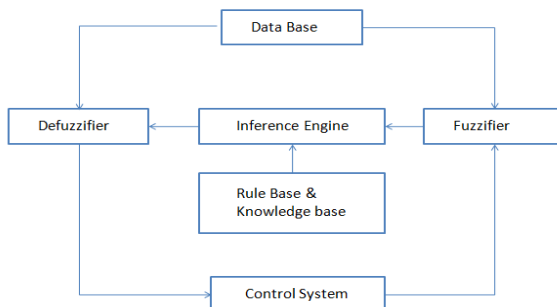 Data Base
Defuzzifier
Inference Engine
Fuzzifier
Rule Base &
Knowledge base
Control System